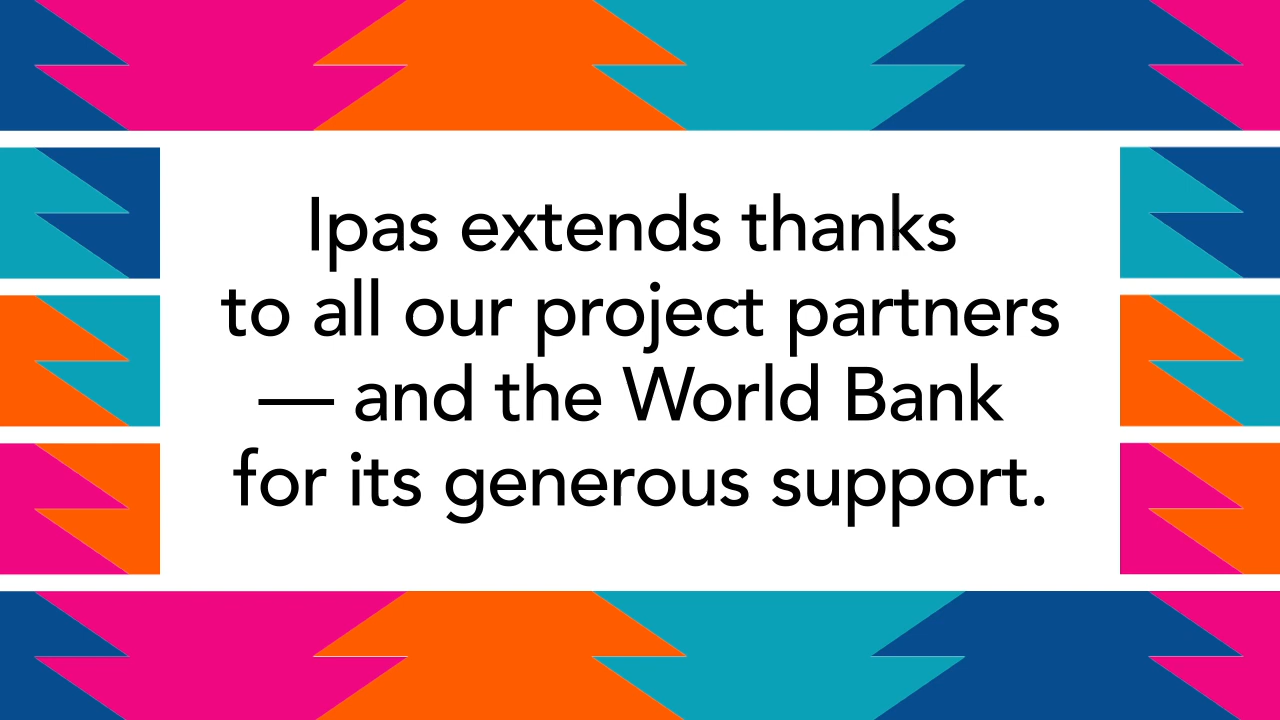 Ipas extends thanks
to all our project partners
— and the World Bank
for its generous support.